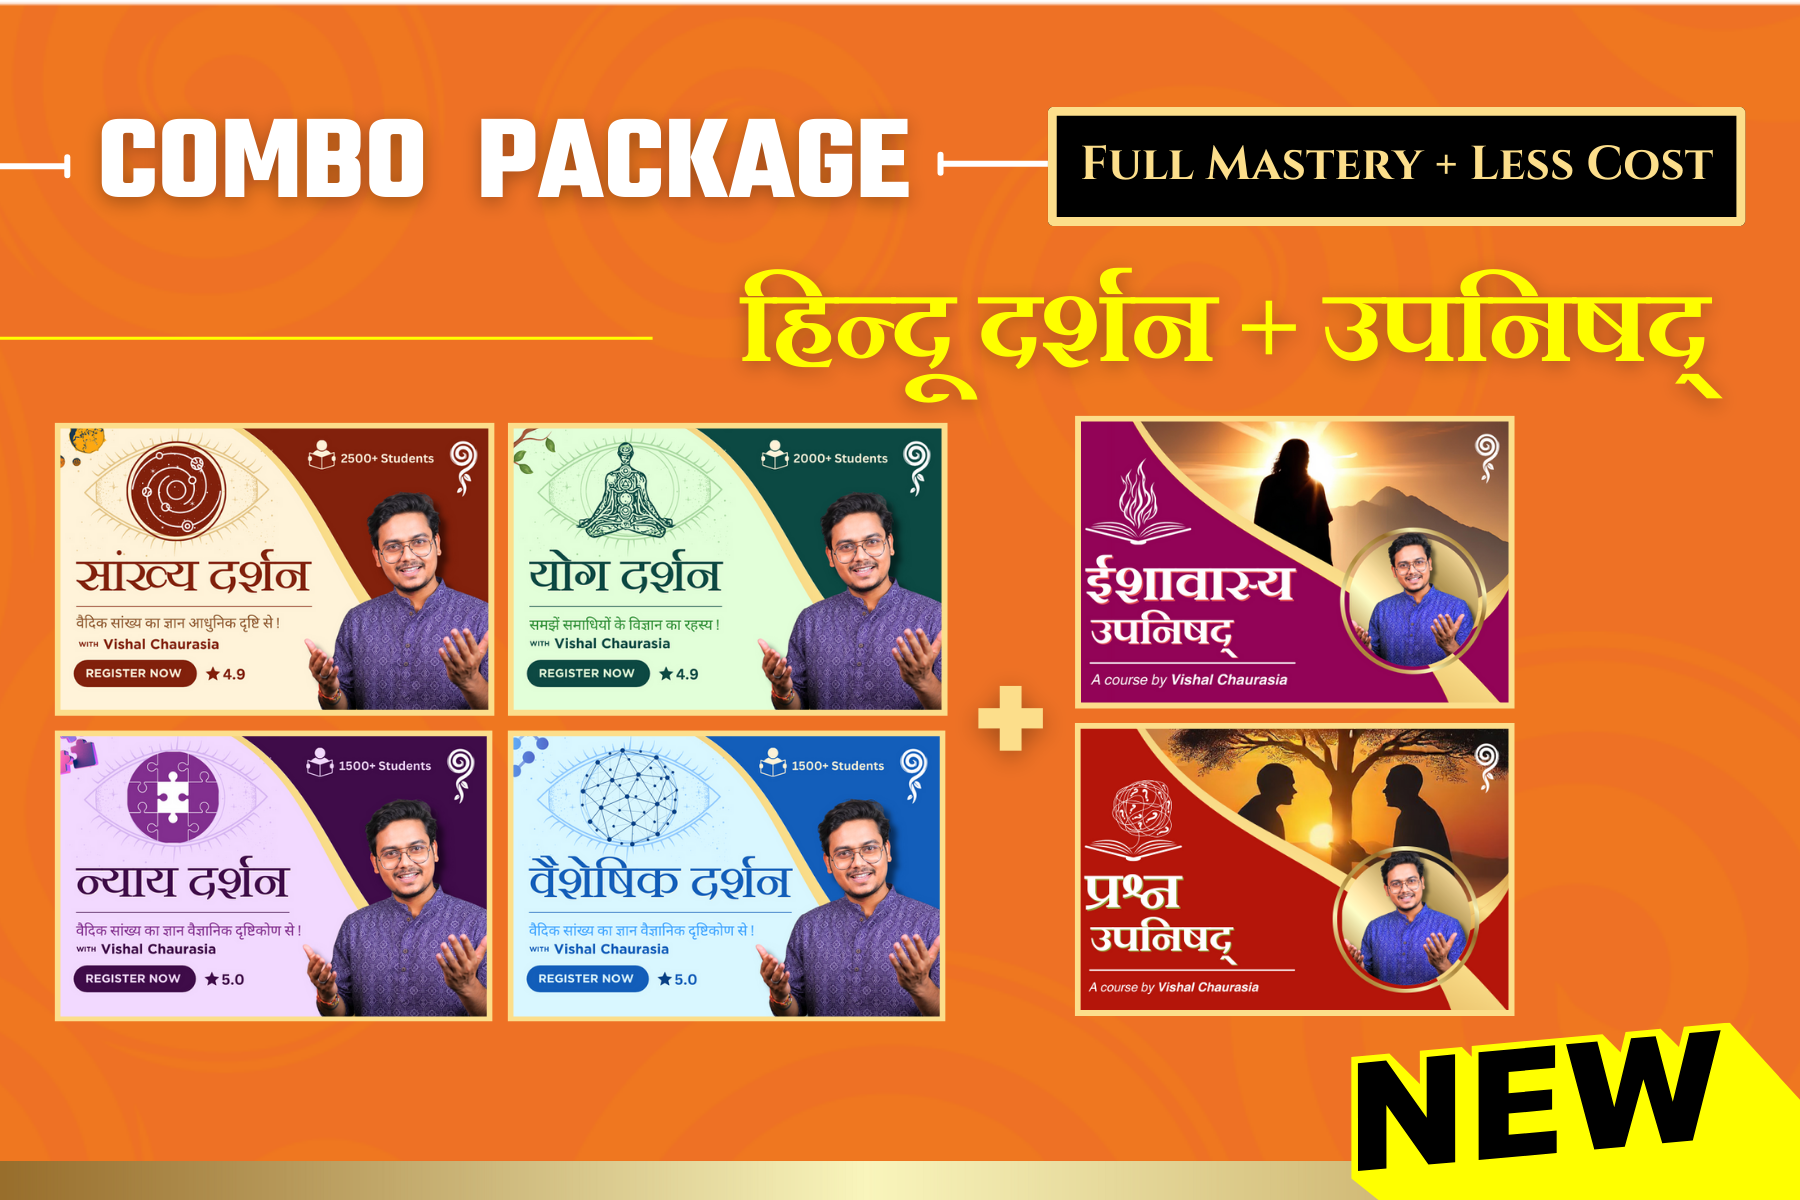 COMBO PACKAGE
FULL MASTERY + LESS COST
हिन्दू दर्शन + उपनिषद्
2500+ Students
सांख्य दर्शन
वैदिक सांख्य का ज्ञान आधुनिक दृष्टि से !
WITH Vishal Chaurasia
REGISTER NOW ★ 4.9
2000+ Students
योग दर्शन
समझें समाधियों के विज्ञान का रहस्य !
WITH Vishal Chaurasia
REGISTER NOW ★ 4.9
1500+ Students
न्याय दर्शन
वैदिक सांख्य का ज्ञान वैज्ञानिक दृष्टिकोण से !
WITH Vishal Chaurasia
REGISTER NOW ★ 5.0
1500+ Students
वैशेषिक दर्शन
वैदिक सांख्य का ज्ञान वैज्ञानिक दृष्टिकोण से !
WITH Vishal Chaurasia
REGISTER NOW ★ 5.0
ईशावास्य
उपनिषद्
A course by Vishal Chaurasia
प्रश्न
उपनिषद्
A course by Vishal Chaurasia
NEW